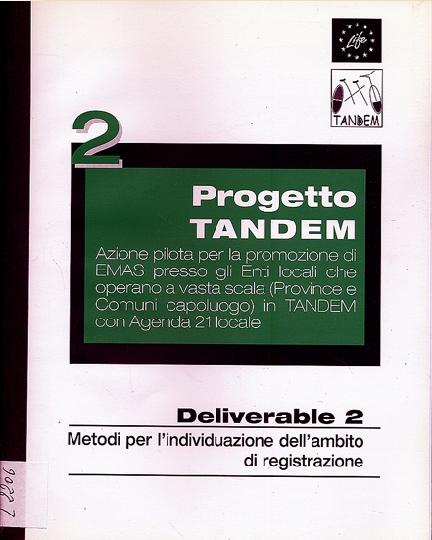 Life
TANDEM
2
Progetto
TANDEM
Azione pilota per la promozione di
EMAS presso gli Enti locali che
operano a vasta scala (Province e
Comuni capoluogo) in TANDEM
con Agenda 21 locale
Deliverable 2
Metodi per l'individuazione dell'ambito
di registrazione